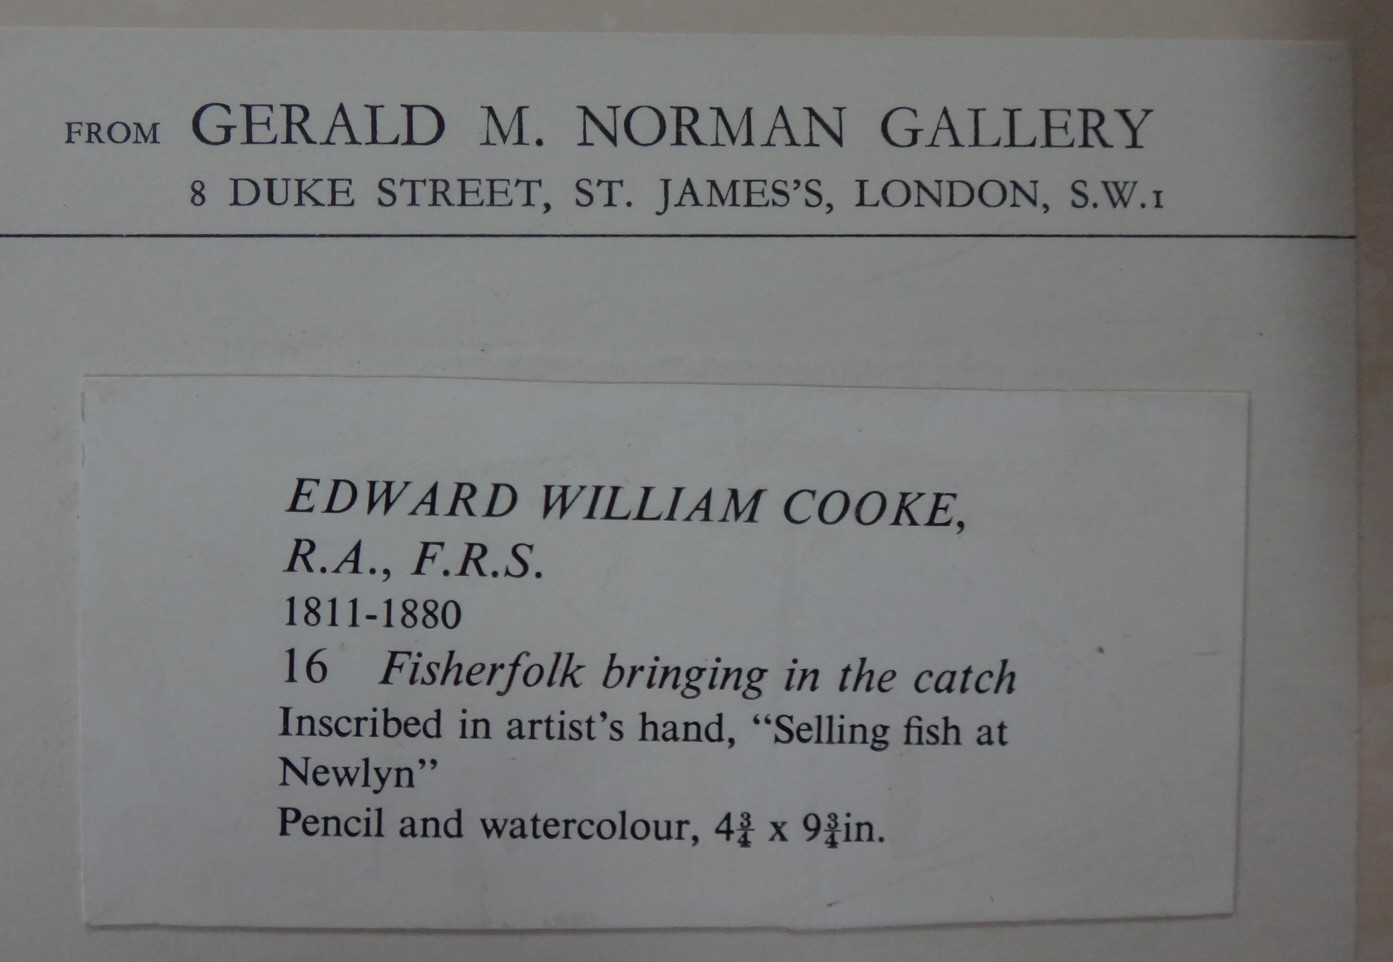 FROM GERALD M. NORMAN GALLERY
8 DUKE STREET, ST. JAMES'S, LONDON, S.W.1
EDWARD WILLIAM COOKE,
R.A., F.R.S.
1811-1880
16 Fisherfolk bringing in the catch
Inscribed in artist's hand, “Selling fish at
Newlyn”
Pencil and watercolour, 4¾ x 9¾in.